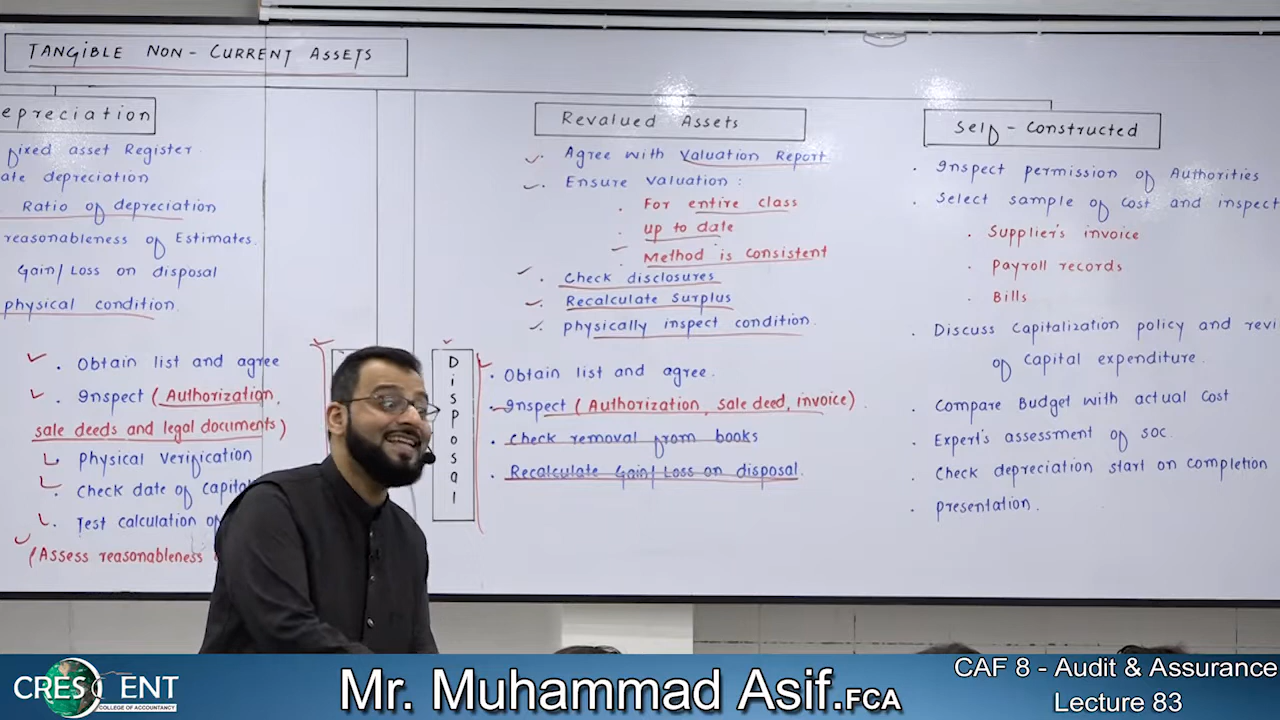 TANGIBLE NON-CURRENT ASSETS
epreciation
fixed asset Register
ate depreciation
Ratio of depreciation
reasonableness of Estimates.
Gain/Loss on disposal
physical condition
Obtain list and agree
Inspect (Authorization,
sale deeds and legal documents)
Physical verification
Check date of Capital
Test calculation of
(Assess reasonableness
Revalued Assets
Agree with Valuation Report
Ensure Valuation :
For entire class
up to date
Method is consistent
Check disclosures
Recalculate Surplus
physically inspect condition.
Disposal
Obtain list and agree.
Inspect (Authorization, sale deed, invoice)
Check removal from books
Recalculate Gain/Loss on disposal.
Self-Constructed
Inspect permission of Authorities
Select sample of cost and inspect
Supplier's invoice
Payroll records
Bills
Discuss Capitalization policy and revi
of Capital expenditure.
Compare Budget with actual Cost
Expert's assessment of soc.
Check depreciation start on completion
presentation.
CRESCENT
COLLEGE OF ACCOUNTANCY
Mr. Muhammad Asif.FCA
CAF 8 - Audit & Assurance
Lecture 83